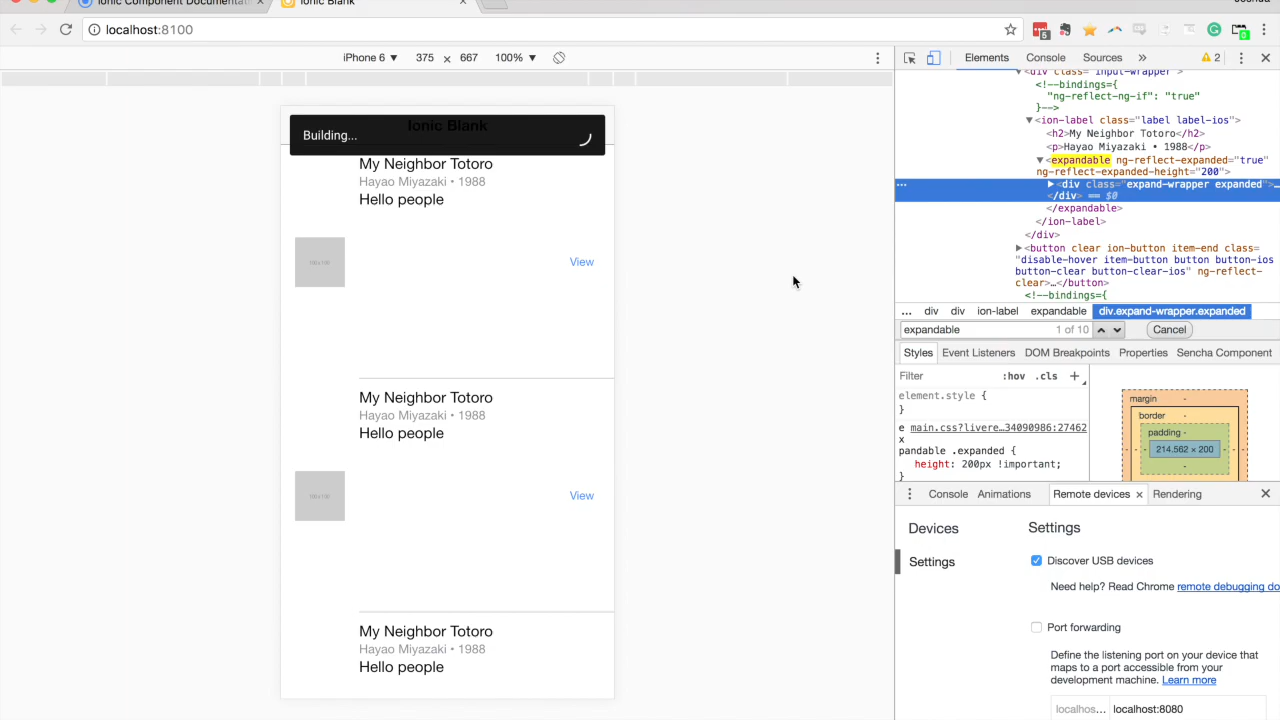 Ionic Component Documentati
Ionic Blank
Joshua
localhost:8100
5
0
iPhone 6 ▼ 375 × 667 100% ▼
Elements Console Sources » 2
Ionic Blank
Building...
My Neighbor Totoro
Hayao Miyazaki • 1988
Hello people
100x100
View
My Neighbor Totoro
Hayao Miyazaki • 1988
Hello people
100x100
View
My Neighbor Totoro
Hayao Miyazaki • 1988
Hello people
▼<div class="input-wrapper">
<!--bindings={
"ng-reflect-ng-if": "true"
}-->
▼<ion-label class="label label-ios">
<h2>My Neighbor Totoro</h2>
<p>Hayao Miyazaki • 1988</p>
▼<expandable ng-reflect-expanded="true"
ng-reflect-expanded-height="200">
… ▶<div class="expand-wrapper expanded">…
</div> == $0
</expandable>
</ion-label>
</div>
▶<button clear ion-button item-end class=
"disable-hover item-button button button-ios
button-clear button-clear-ios" ng-reflect-
clear>…</button>
<!--bindings={
... div div ion-label expandable div.expand-wrapper.expanded
expandable 1 of 10 Cancel
Styles Event Listeners DOM Breakpoints Properties Sencha Component
Filter :hov .cls +
element.style {
}
e main.css?livere…34090986:27462
x
pandable .expanded {
height: 200px !important;
}
margin -
border -
padding -
- - - 214.562 × 200 - - -
-
Console Animations Remote devices × Rendering
Devices
Settings
Settings
Discover USB devices
Need help? Read Chrome remote debugging do
Port forwarding
Define the listening port on your device that
maps to a port accessible from your
development machine. Learn more
localhos… localhost:8080